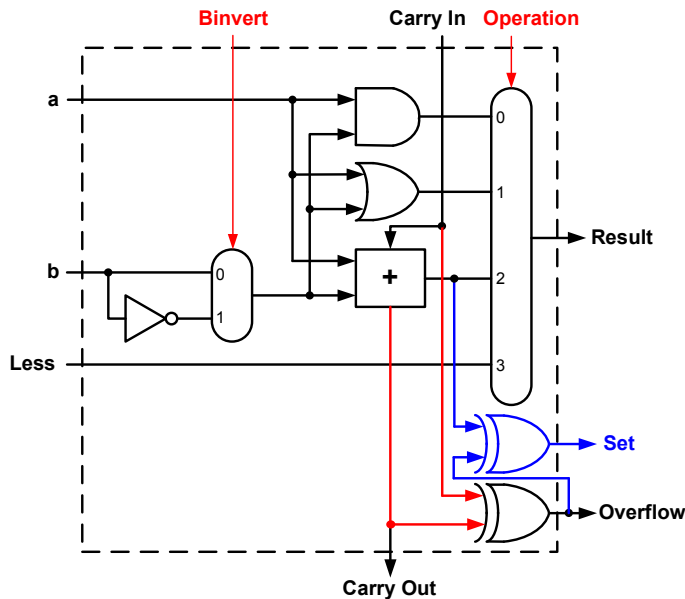 Binvert
Carry In
Operation
a
0
1
Result
+
b
0
2
1
Less
3
Set
Overflow
Carry Out